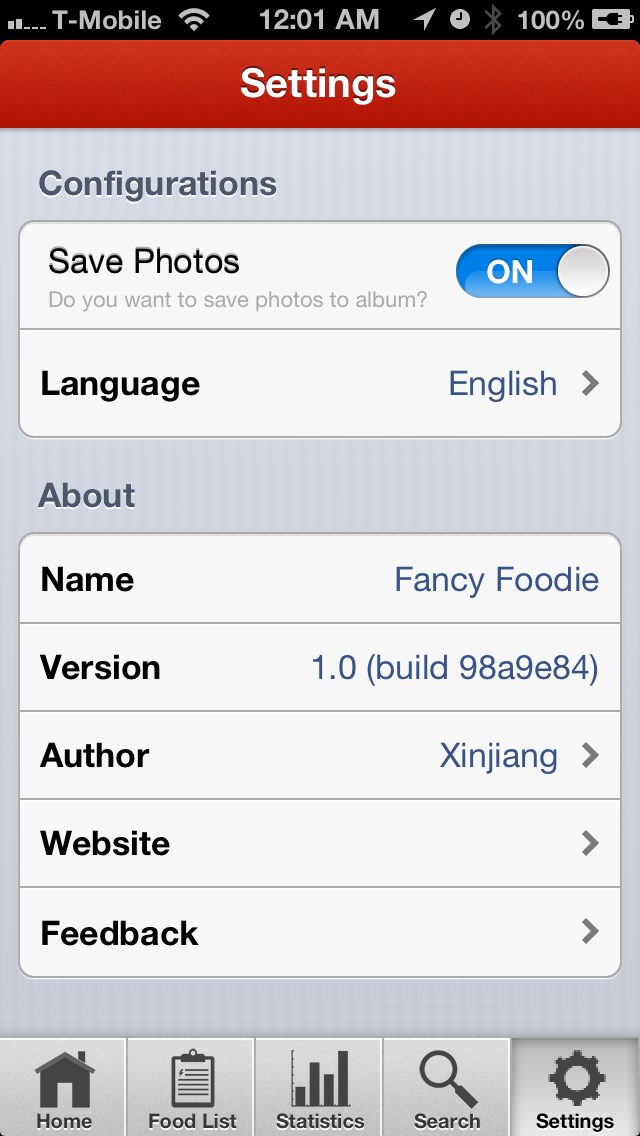 T-Mobile 12:01 AM 100%
Settings
Configurations
Save Photos ON
Do you want to save photos to album?
Language English
About
Name Fancy Foodie
Version 1.0 (build 98a9e84)
Author Xinjiang
Website
Feedback
Home Food List Statistics Search Settings